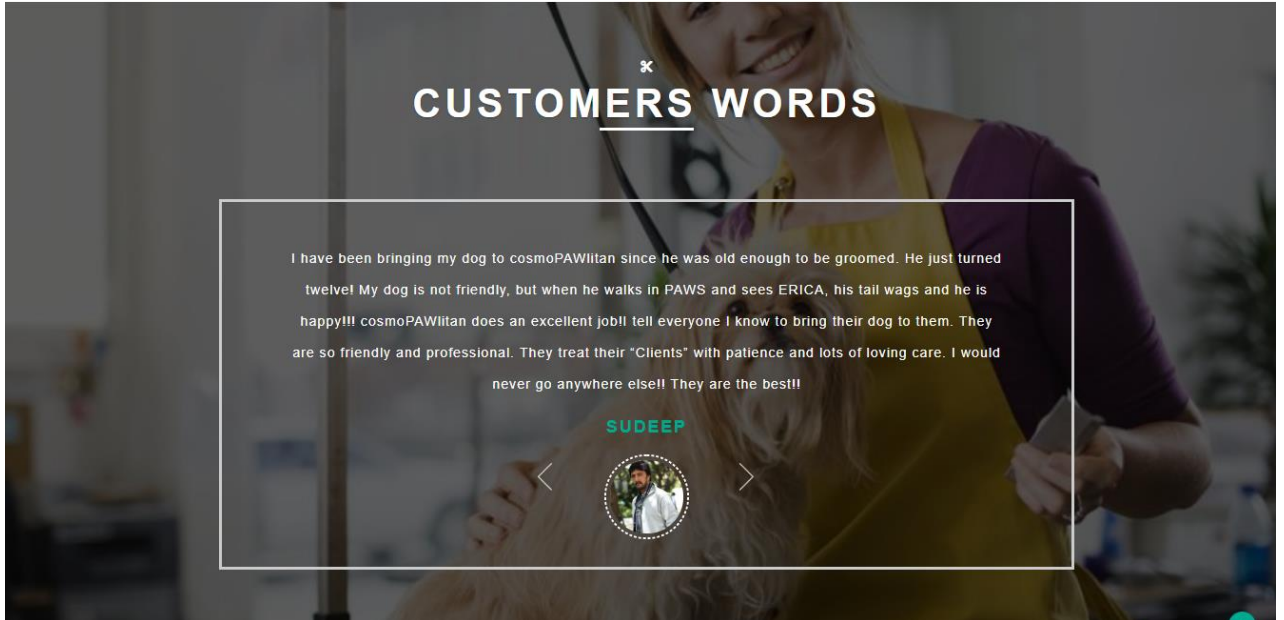 CUSTOMERS WORDS
I have been bringing my dog to cosmoPAWlitan since he was old enough to be groomed. He just turned
twelve! My dog is not friendly, but when he walks in PAWS and sees ERICA, his tail wags and he is
happy!!! cosmoPAWlitan does an excellent job!I tell everyone I know to bring their dog to them. They
are so friendly and professional. They treat their “Clients” with patience and lots of loving care. I would
never go anywhere else!! They are the best!!
SUDEEP